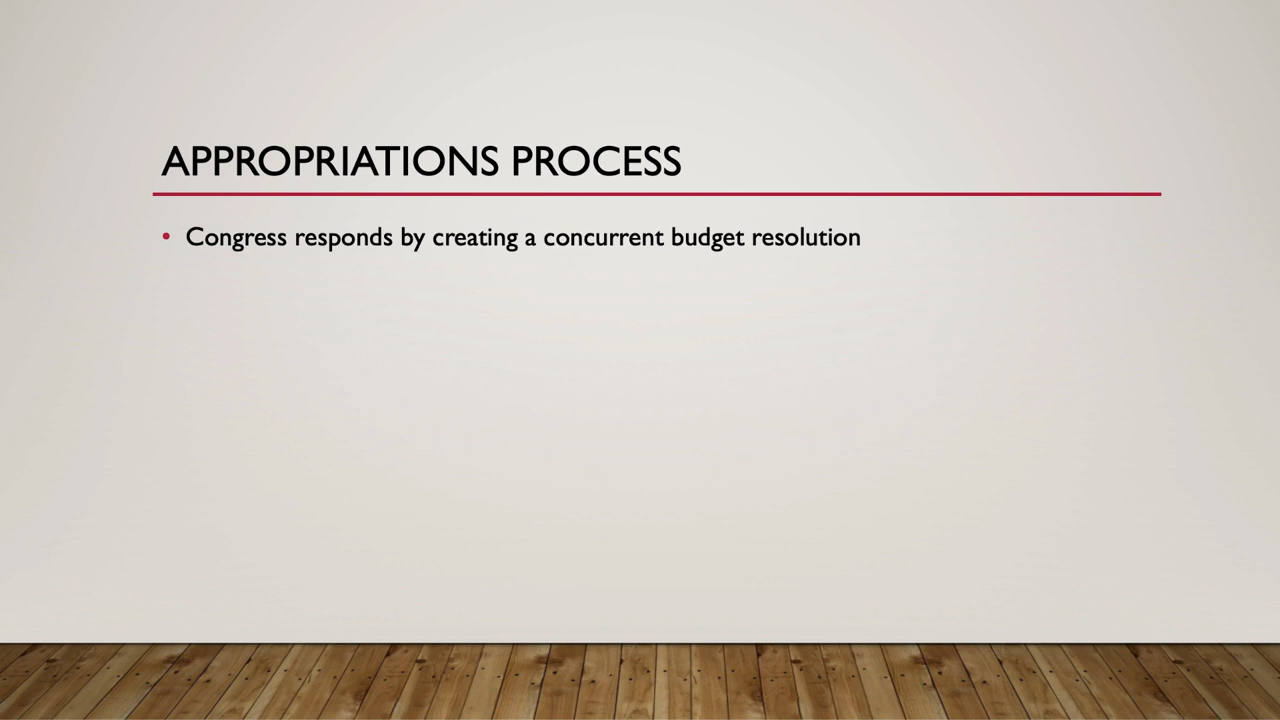 APPROPRIATIONS PROCESS
• Congress responds by creating a concurrent budget resolution